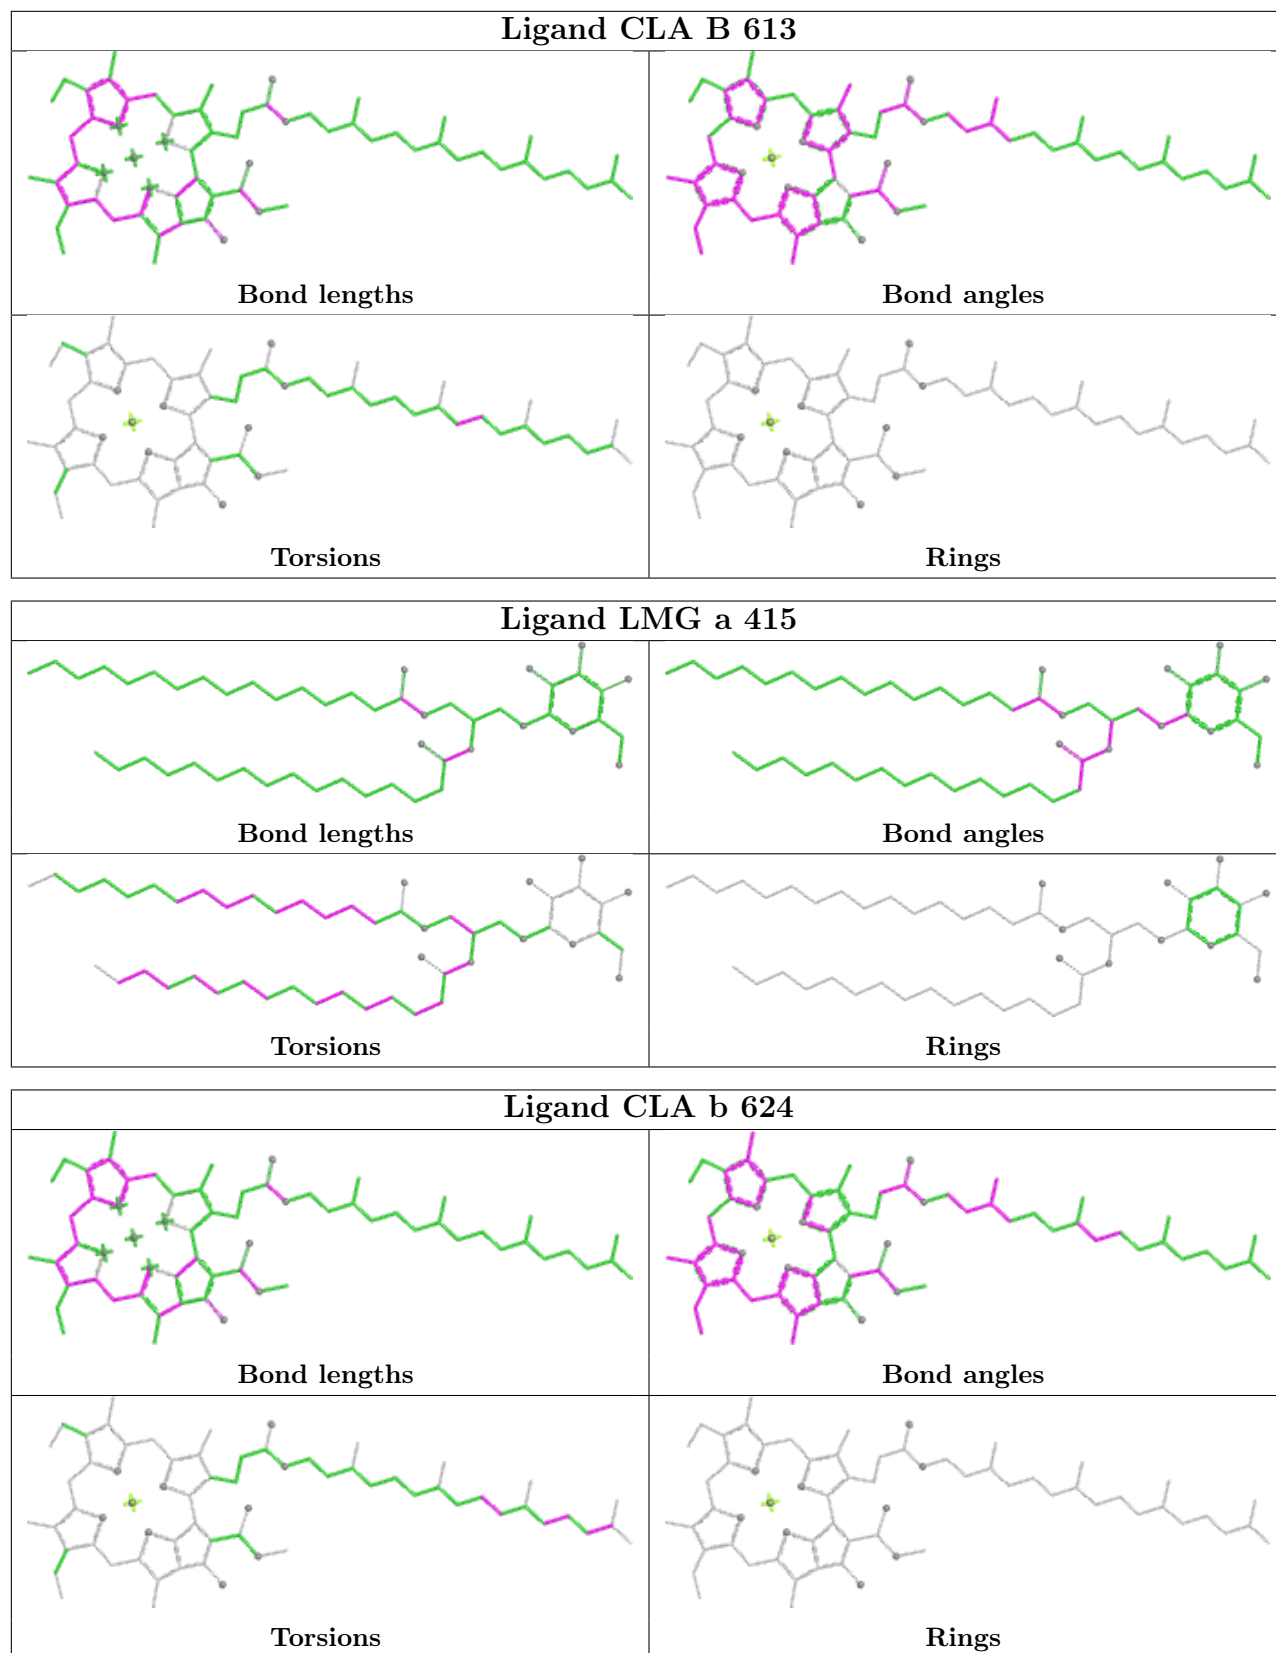 Ligand CLA B 613
Bond lengths
Bond angles
Torsions
Rings
Ligand LMG a 415
Bond lengths
Bond angles
Torsions
Rings
Ligand CLA b 624
Bond lengths
Bond angles
Torsions
Rings